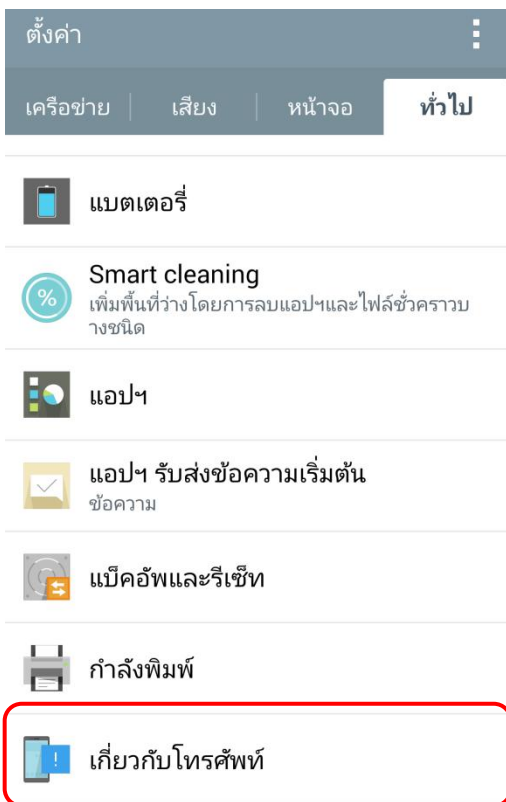 ตั้งค่า
เครือข่าย เสียง หน้าจอ ทั่วไป
แบตเตอรี่
%
Smart cleaning
เพิ่มพื้นที่ว่างโดยการลบแอปฯและไฟล์ชั่วคราวบ
างชนิด
แอปฯ
แอปฯ รับส่งข้อความเริ่มต้น
ข้อความ
แบ็คอัพและรีเซ็ท
กำลังพิมพ์
!
เกี่ยวกับโทรศัพท์